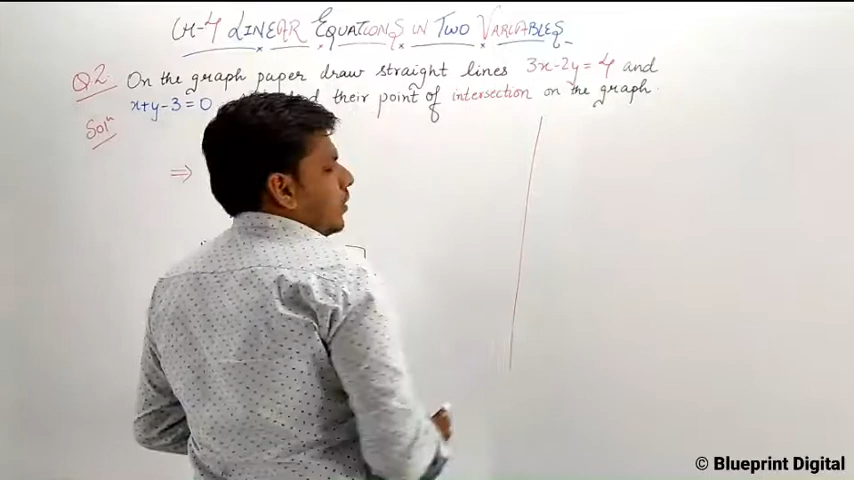 CH-4 LINEAR EQUATIONS IN TWO VARIABLES
Q2. On the graph paper draw straight lines 3x-2y=4 and
x+y-3=0 their point of intersection on the graph.
Solⁿ
⇒
© Blueprint Digital